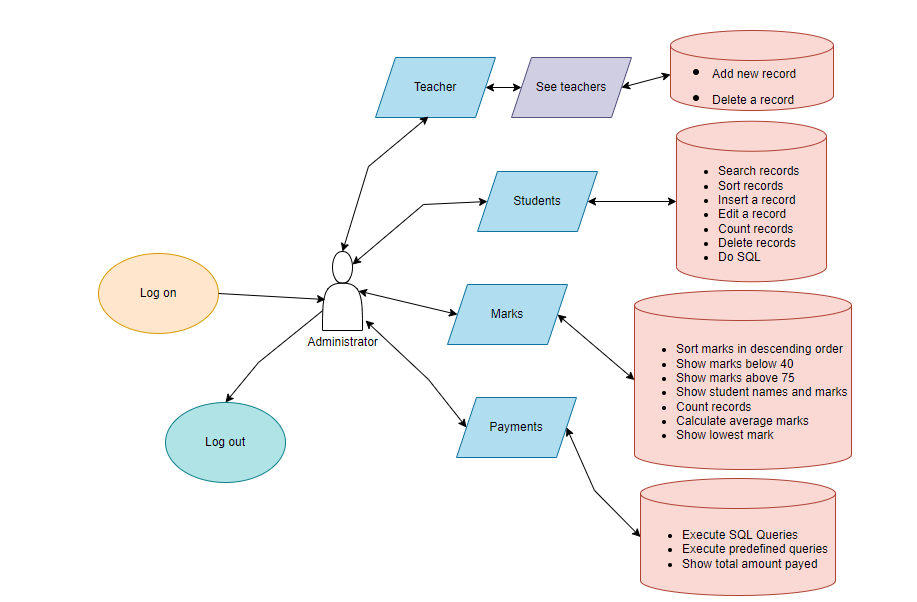 Teacher
See teachers
Add new record
Delete a record
Students
Search records
Sort records
Insert a record
Edit a record
Count records
Delete records
Do SQL
Log on
Administrator
Marks
Sort marks in descending order
Show marks below 40
Show marks above 75
Show student names and marks
Count records
Calculate average marks
Show lowest mark
Log out
Payments
Execute SQL Queries
Execute predefined queries
Show total amount payed